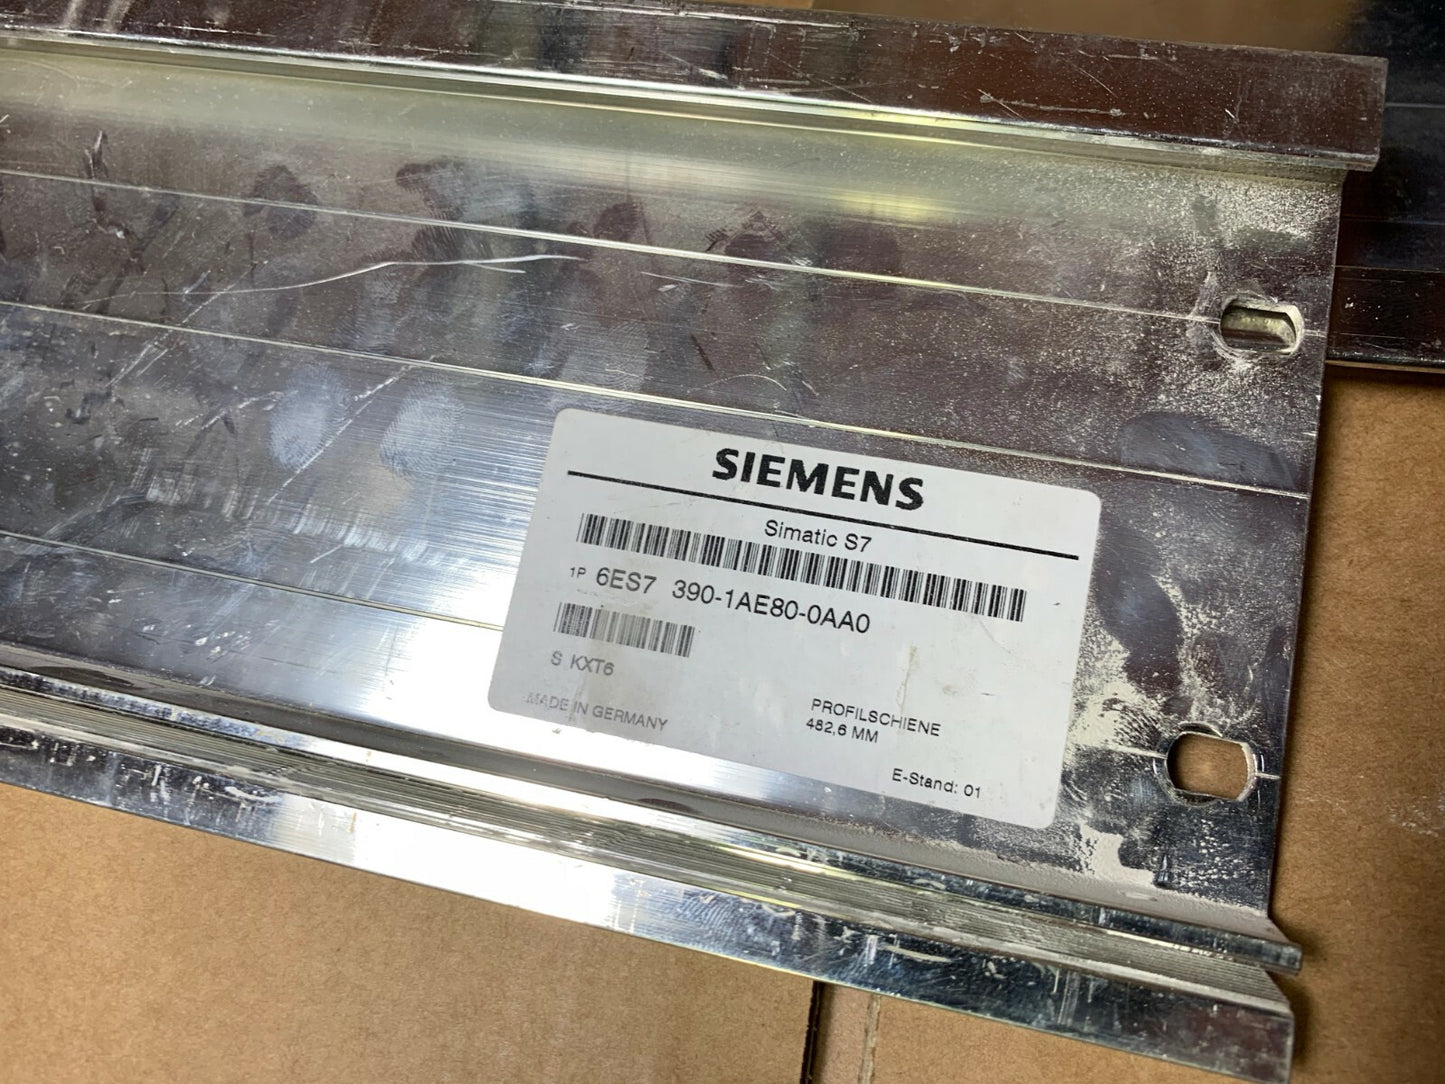 SIEMENS
Simatic S7
1P 6ES7 390-1AE80-0AA0
S KXT6
MADE IN GERMANY
PROFILSCHIENE
482,6 MM
E-Stand: 01